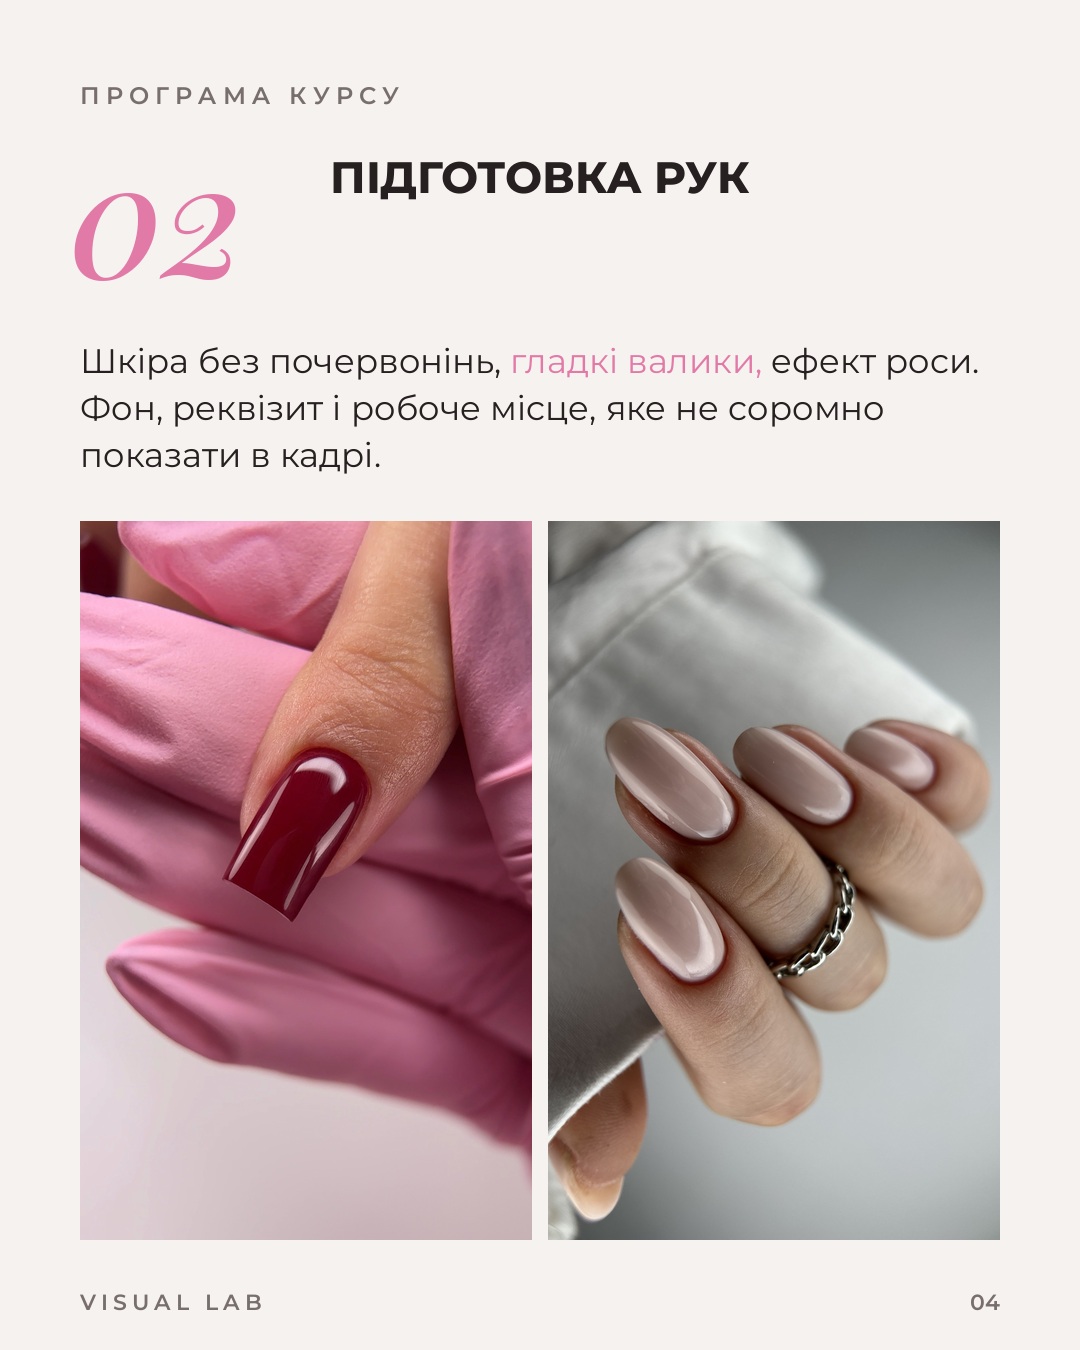 ПРОГРАМА КУРСУ
ПІДГОТОВКА РУК
02
Шкіра без почервонінь, гладкі валики, ефект роси.
Фон, реквізит і робоче місце, яке не соромно
показати в кадрі.
VISUAL LAB
04